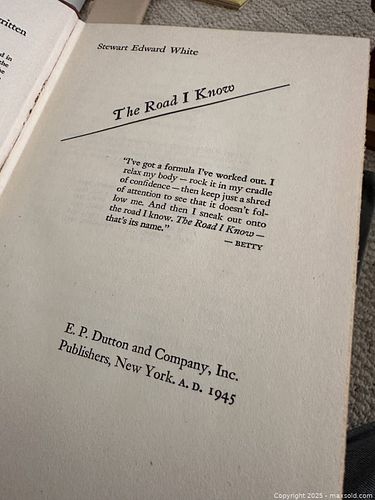 ritten
d in
the
e
Stewart Edward White
The Road I Know
"I've got a formula I've worked out. I
relax my body — rock it in my cradle
of confidence — then keep just a shred
of attention to see that it doesn't fol-
low me. And then I sneak out onto
the road I know. The Road I Know —
that's its name."
— BETTY
E. P. Dutton and Company, Inc.
Publishers, New York. A. D. 1945
Copyright 2025 - maxsold.com